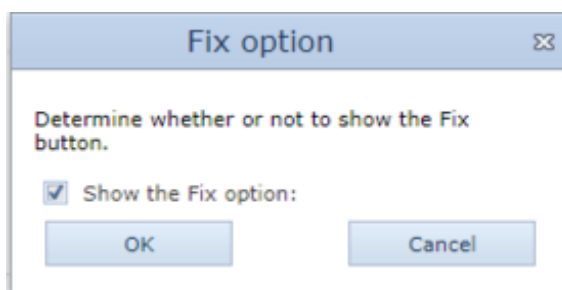 Fix option
Determine whether or not to show the Fix
button.
Show the Fix option:
OK
Cancel